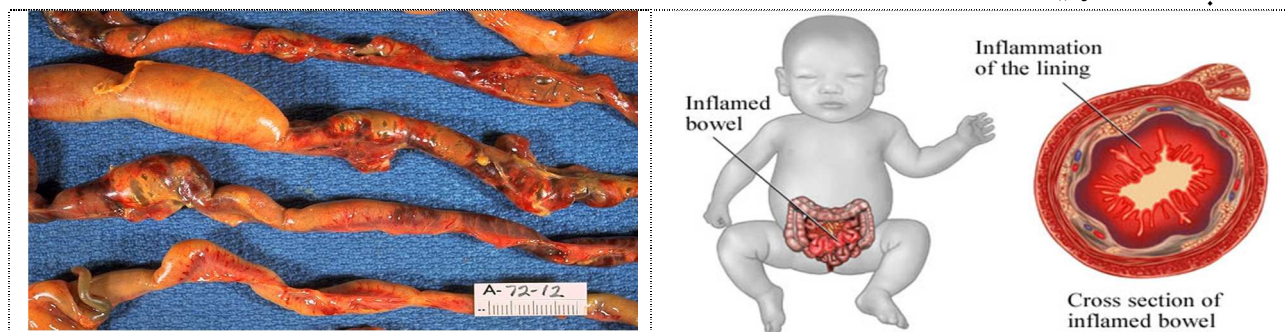 A-72-12
Inflamed
bowel
Inflammation
of the lining
Cross section of
inflamed bowel